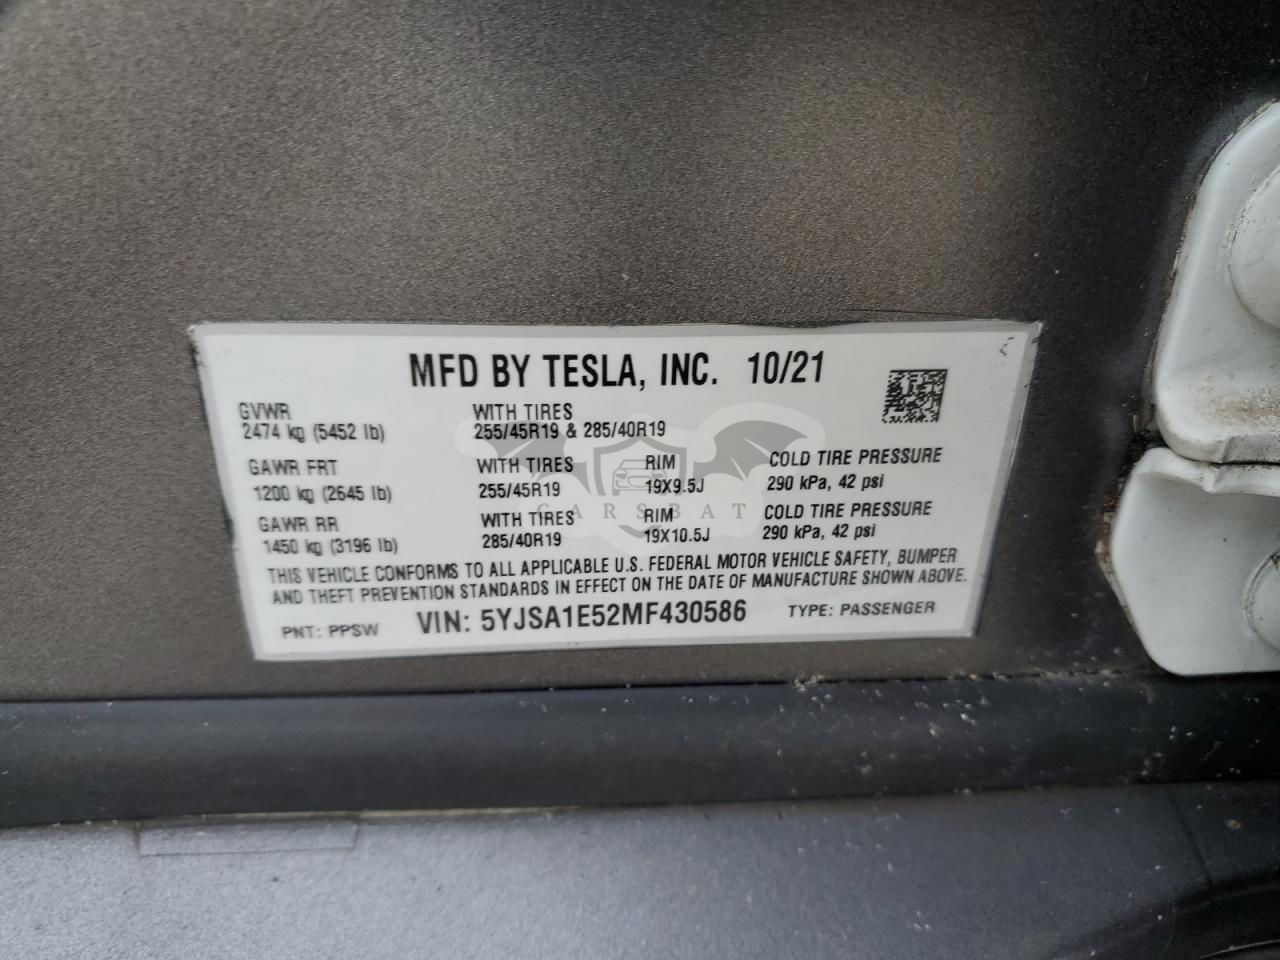 MFD BY TESLA, INC. 10/21
GVWR WITH TIRES
2474 kg (5452 lb) 255/45R19 & 285/40R19
GAWR FRT WITH TIRES RIM COLD TIRE PRESSURE
1200 kg (2645 lb) 255/45R19 19X9.5J 290 kPa, 42 psi
CARSBAT
GAWR RR WITH TIRES RIM COLD TIRE PRESSURE
1450 kg (3196 lb) 285/40R19 19X10.5J 290 kPa, 42 psi
THIS VEHICLE CONFORMS TO ALL APPLICABLE U.S. FEDERAL MOTOR VEHICLE SAFETY, BUMPER
AND THEFT PREVENTION STANDARDS IN EFFECT ON THE DATE OF MANUFACTURE SHOWN ABOVE.
PNT: PPSW VIN: 5YJSA1E52MF430586 TYPE: PASSENGER